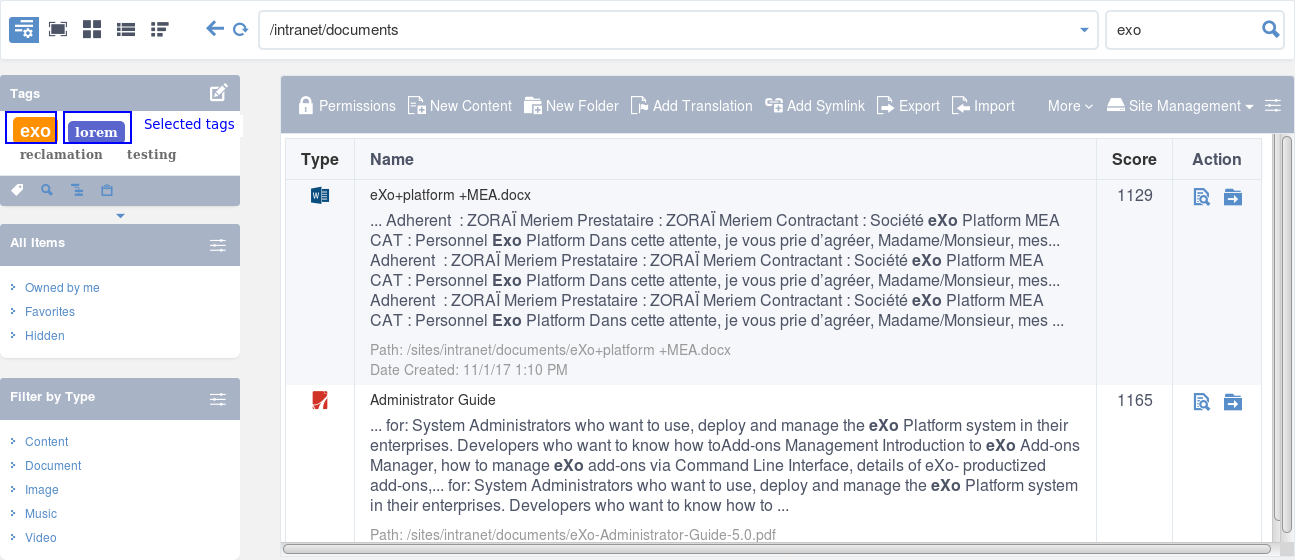 /intranet/documents
exo
Tags
exo lorem Selected tags
reclamation testing
All Items
Owned by me
Favorites
Hidden
Filter by Type
Content
Document
Image
Music
Video
Permissions New Content New Folder Add Translation Add Symlink Export Import More Site Management
Type Name Score Action
eXo+platform +MEA.docx 1129
... Adherent : ZORAÏ Meriem Prestataire : ZORAÏ Meriem Contractant : Société eXo Platform MEA
CAT : Personnel Exo Platform Dans cette attente, je vous prie d’agréer, Madame/Monsieur, mes...
Adherent : ZORAÏ Meriem Prestataire : ZORAÏ Meriem Contractant : Société eXo Platform MEA
CAT : Personnel Exo Platform Dans cette attente, je vous prie d’agréer, Madame/Monsieur, mes...
Adherent : ZORAÏ Meriem Prestataire : ZORAÏ Meriem Contractant : Société eXo Platform MEA
CAT : Personnel Exo Platform Dans cette attente, je vous prie d’agréer, Madame/Monsieur, mes ...
Path: /sites/intranet/documents/eXo+platform +MEA.docx
Date Created: 11/1/17 1:10 PM
Administrator Guide 1165
... for: System Administrators who want to use, deploy and manage the eXo Platform system in their
enterprises. Developers who want to know how toAdd-ons Management Introduction to eXo Add-ons
Manager, how to manage eXo add-ons via Command Line Interface, details of eXo- productized
add-ons,... for: System Administrators who want to use, deploy and manage the eXo Platform system
in their enterprises. Developers who want to know how to ...
Path: /sites/intranet/documents/eXo-Administrator-Guide-5.0.pdf